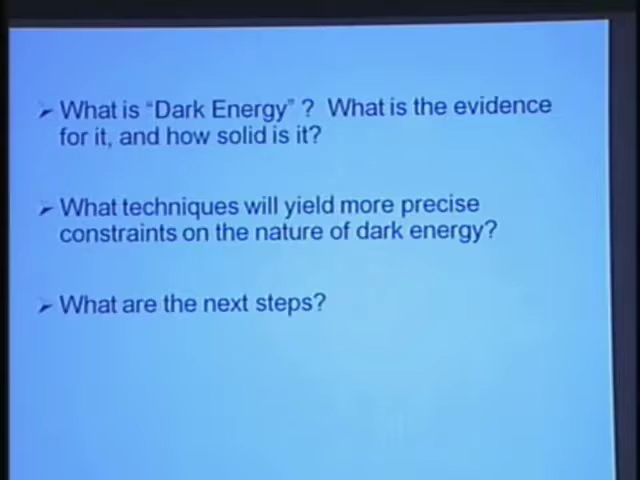 ➢ What is “Dark Energy” ? What is the evidence
for it, and how solid is it?
➢ What techniques will yield more precise
constraints on the nature of dark energy?
➢ What are the next steps?